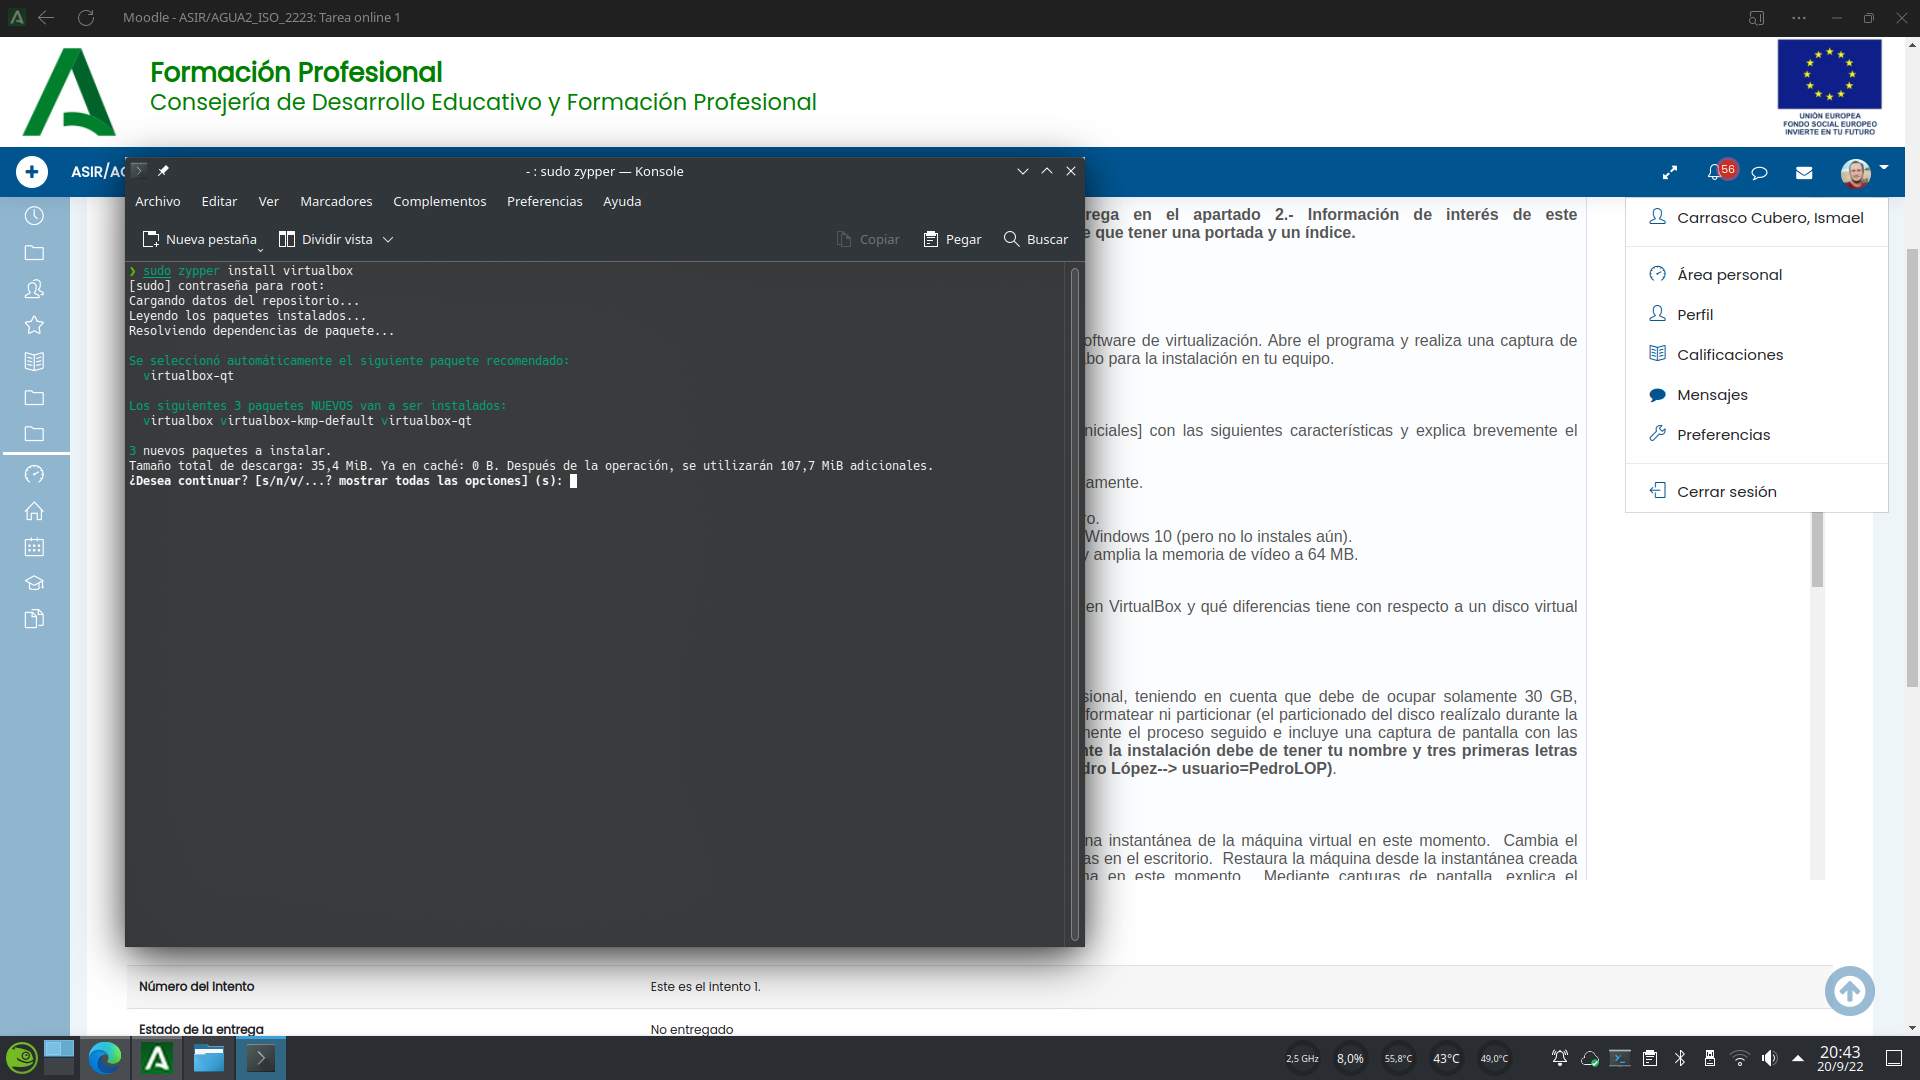 Moodle - ASIR/AGUA2_ISO_2223: Tarea online 1
Formación Profesional
Consejería de Desarrollo Educativo y Formación Profesional
UNIÓN EUROPEA
FONDO SOCIAL EUROPEO
INVIERTE EN TU FUTURO
ASIR/AG
56
- : sudo zypper — Konsole
Archivo Editar Ver Marcadores Complementos Preferencias Ayuda
Nueva pestaña Dividir vista Copiar Pegar Buscar
❯ sudo zypper install virtualbox
[sudo] contraseña para root:
Cargando datos del repositorio...
Leyendo los paquetes instalados...
Resolviendo dependencias de paquete...
Se seleccionó automáticamente el siguiente paquete recomendado:
virtualbox-qt
Los siguientes 3 paquetes NUEVOS van a ser instalados:
virtualbox virtualbox-kmp-default virtualbox-qt
3 nuevos paquetes a instalar.
Tamaño total de descarga: 35,4 MiB. Ya en caché: 0 B. Después de la operación, se utilizarán 107,7 MiB adicionales.
¿Desea continuar? [s/n/v/...? mostrar todas las opciones] (s):
rega en el apartado 2.- Información de interés de este
e que tener una portada y un índice.
oftware de virtualización. Abre el programa y realiza una captura de
bo para la instalación en tu equipo.
niciales] con las siguientes características y explica brevemente el
amente.
ro.
Windows 10 (pero no lo instales aún).
y amplia la memoria de vídeo a 64 MB.
en VirtualBox y qué diferencias tiene con respecto a un disco virtual
sional, teniendo en cuenta que debe de ocupar solamente 30 GB,
formatear ni particionar (el particionado del disco realízalo durante la
nente el proceso seguido e incluye una captura de pantalla con las
nte la instalación debe de tener tu nombre y tres primeras letras
dro López--> usuario=PedroLOP).
na instantánea de la máquina virtual en este momento. Cambia el
as en el escritorio. Restaura la máquina desde la instantánea creada
na en este momento. Mediante capturas de pantalla, explica el
Carrasco Cubero, Ismael
Área personal
Perfil
Calificaciones
Mensajes
Preferencias
Cerrar sesión
Número del intento Este es el intento 1.
Estado de la entrega No entregado
2,5 GHz 8,0% 55,8°C 43°C 49,0°C
20:43
20/9/22